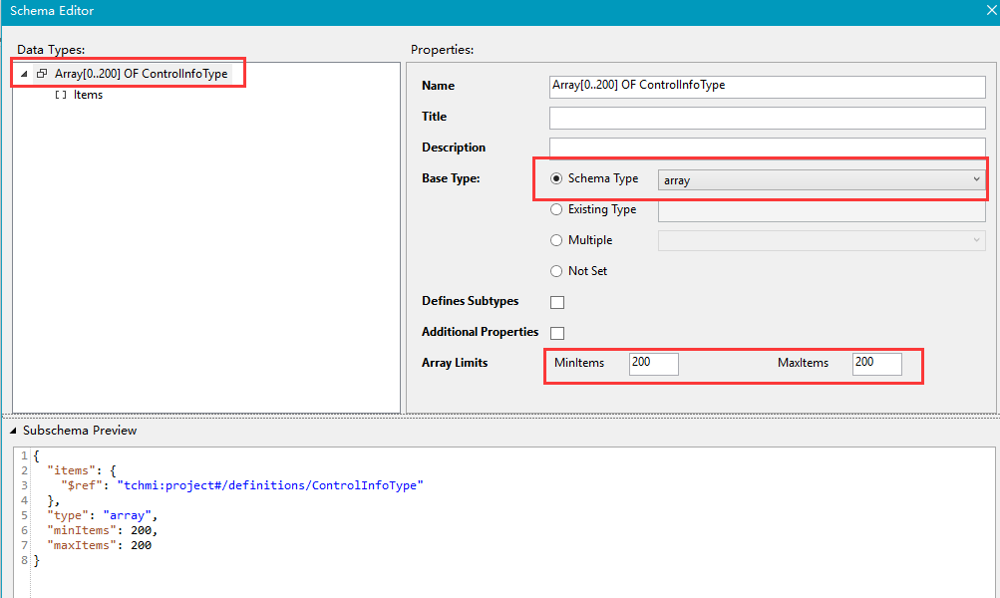 Schema Editor
Data Types:
Array[0..200] OF ControlInfoType
Items
Properties:
Name Array[0..200] OF ControlInfoType
Title
Description
Base Type: Schema Type array
Existing Type
Multiple
Not Set
Defines Subtypes
Additional Properties
Array Limits MinItems 200 MaxItems 200
Subschema Preview
1 {
2 "items": {
3 "$ref": "tchmi:project#/definitions/ControlInfoType"
4 },
5 "type": "array",
6 "minItems": 200,
7 "maxItems": 200
8 }